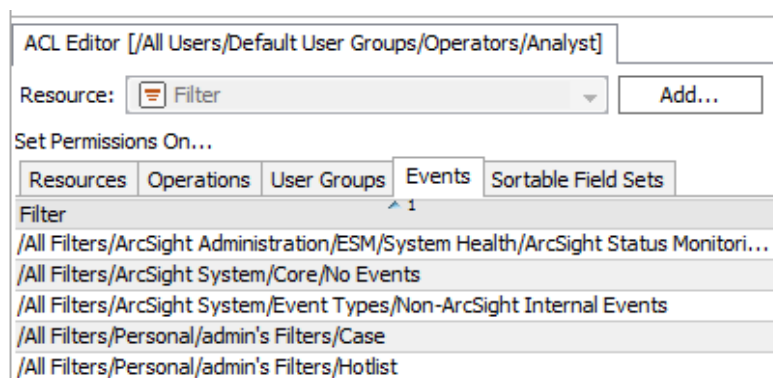 ACL Editor [/All Users/Default User Groups/Operators/Analyst]
Resource: Filter Add...
Set Permissions On...
Resources Operations User Groups Events Sortable Field Sets
Filter 1
/All Filters/ArcSight Administration/ESM/System Health/ArcSight Status Monitori...
/All Filters/ArcSight System/Core/No Events
/All Filters/ArcSight System/Event Types/Non-ArcSight Internal Events
/All Filters/Personal/admin's Filters/Case
/All Filters/Personal/admin's Filters/Hotlist